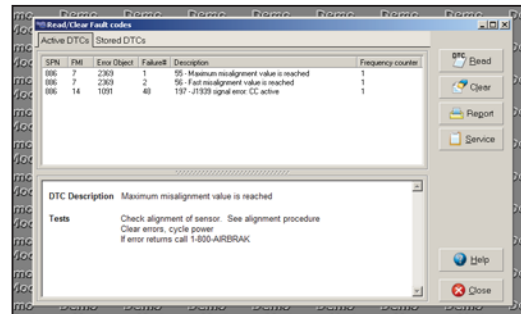 Read/Clear Fault codes
Active DTCs Stored DTCs
SPN FMI Error Object Failure# Description Frequency counter
886 7 2369 1 55 - Maximum misalignment value is reached 1
886 7 2369 2 56 - Fast misalignment value is reached 1
886 14 1091 48 197 - J1939 signal error: CC active 1
DTC Description Maximum misalignment value is reached
Tests Check alignment of sensor. See alignment procedure
Clear errors, cycle power
If error returns call 1-800-AIRBRAK
DTC Read
Clear
Report
Service
Help
Close